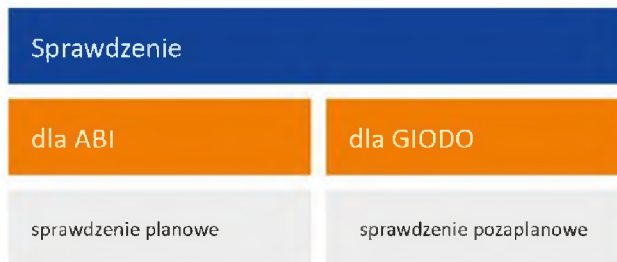 Sprawdzenie
dla ABI
dla GIODO
sprawdzenie planowe
sprawdzenie pozaplanowe